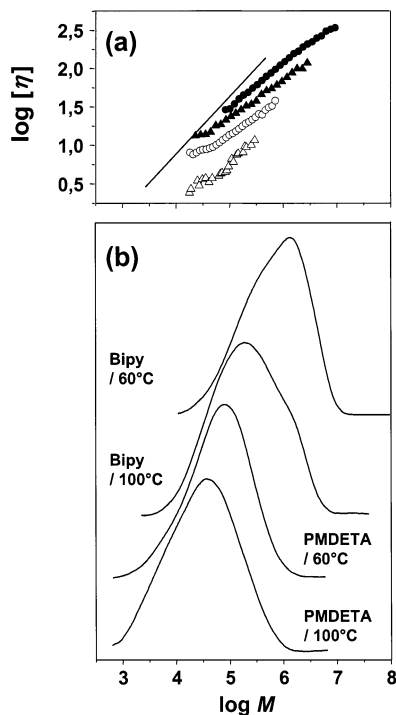 (a)
log [η]
2,5
2,0
1,5
1,0
0,5
(b)
Bipy
/ 60°C
Bipy
/ 100°C
PMDETA
/ 60°C
PMDETA
/ 100°C
3 4 5 6 7 8
log M